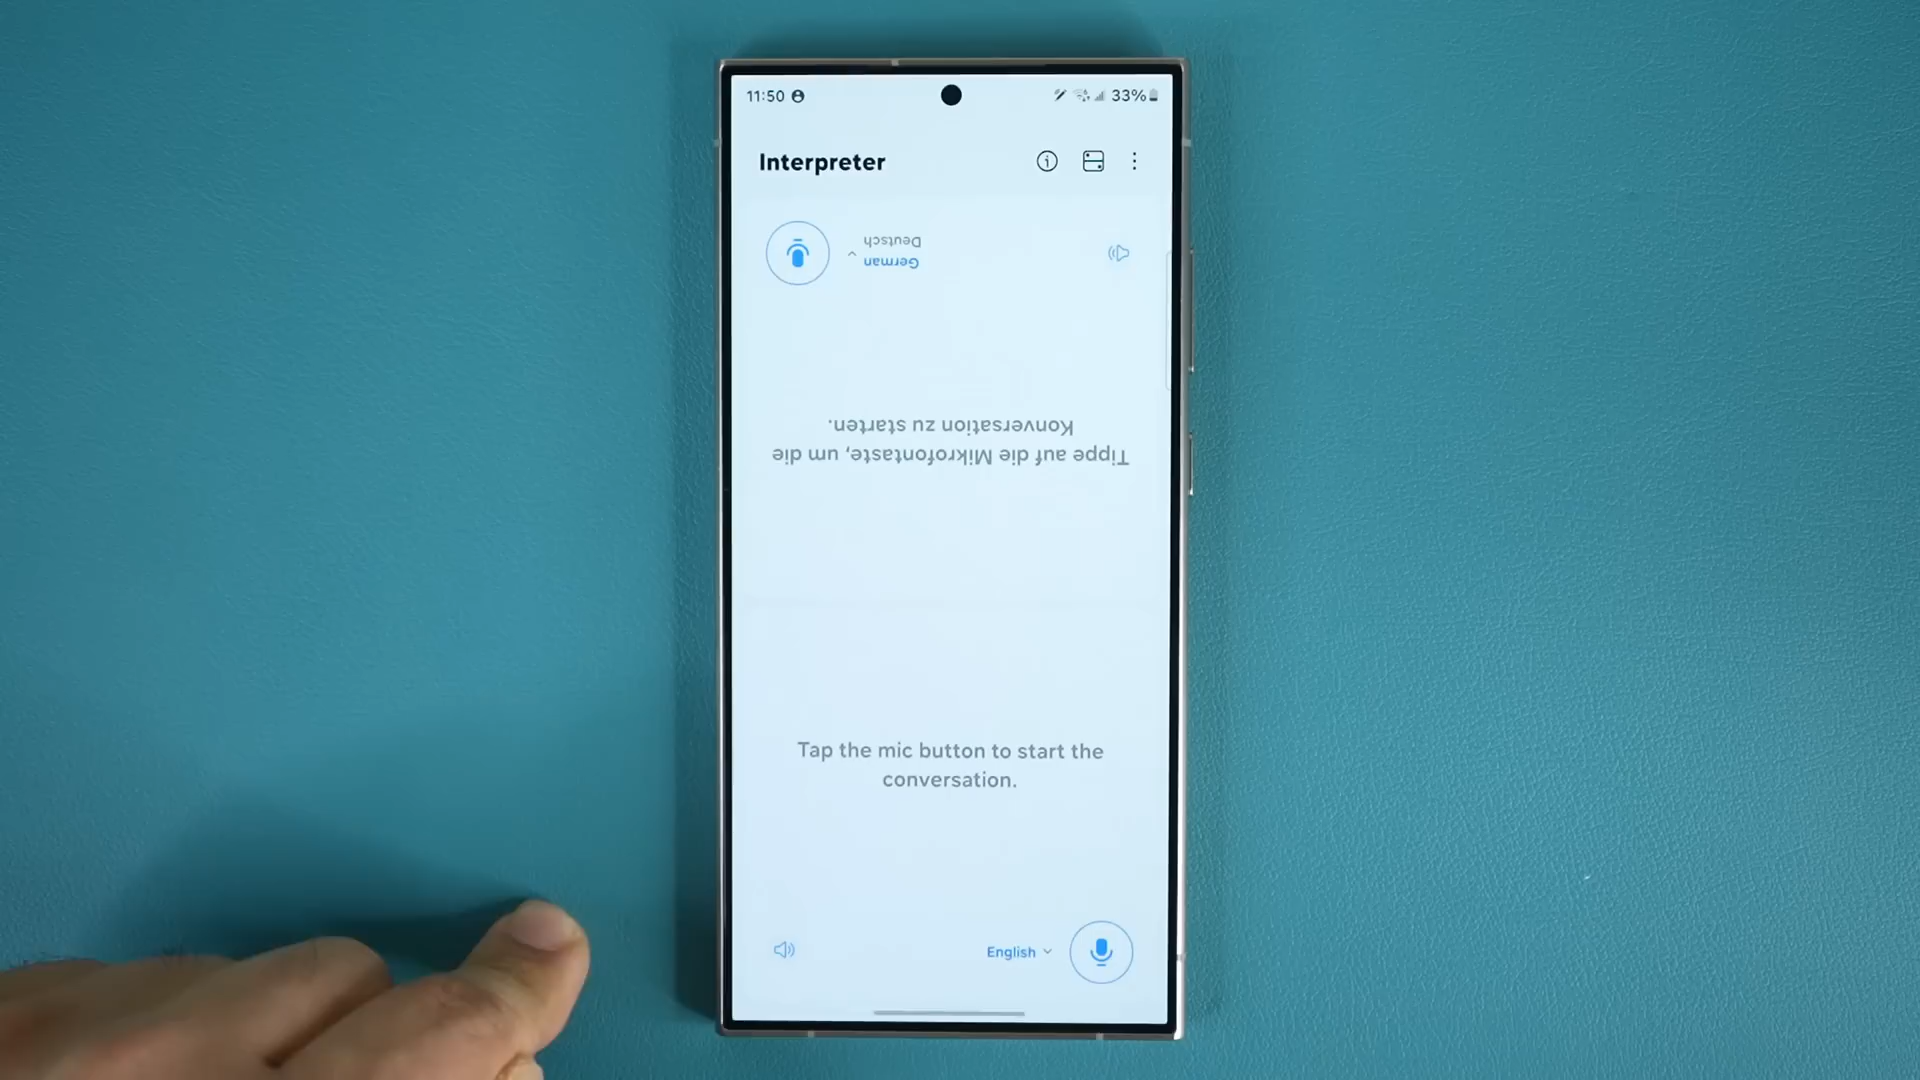 11:50 33%
Interpreter
German
Deutsch
Tippe auf die Mikrofontaste, um die
Konversation zu starten.
Tap the mic button to start the
conversation.
English